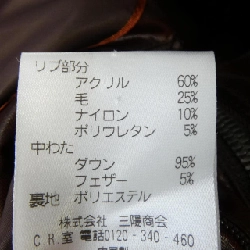 リブ部分
アクリル 60%
毛 25%
ナイロン 10%
ポリウレタン 5%
中わた
ダウン 95%
フェザー 5%
裏地 ポリエステル
株式会社 三陽商会
C R.室 電話0120-340-460